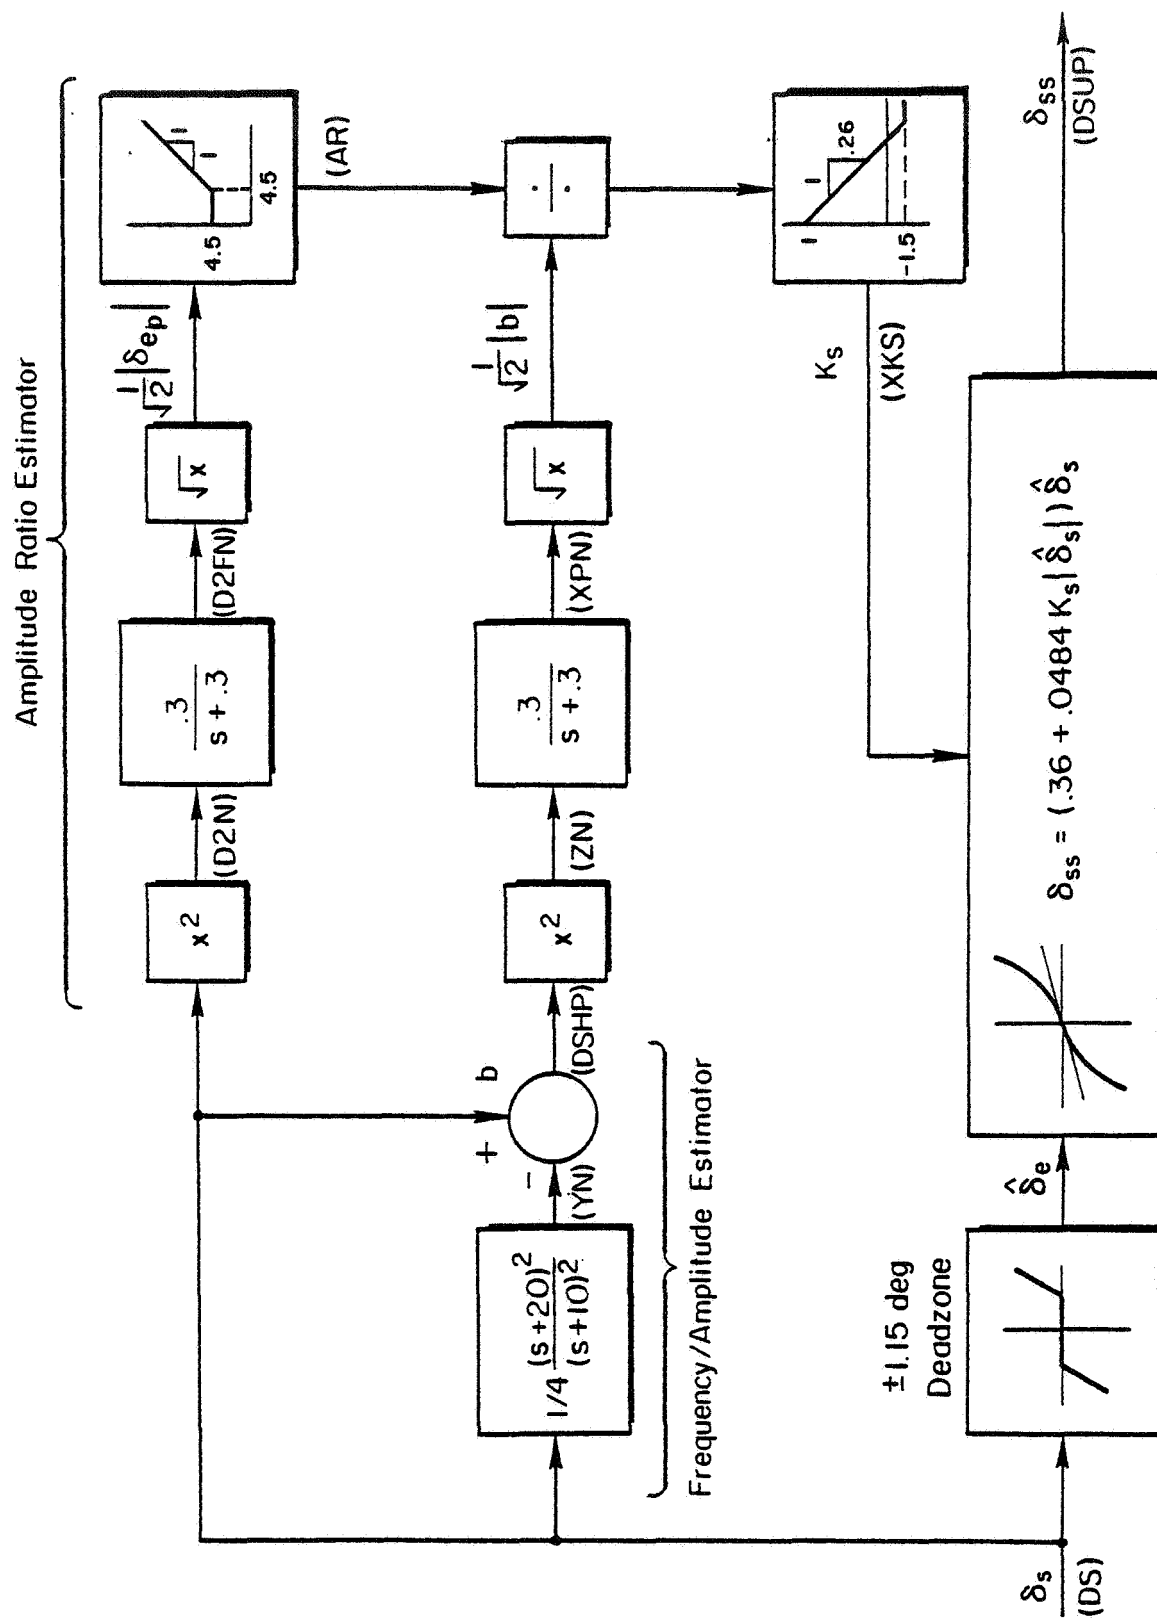 Amplitude Ratio Estimator
x²
(D2N)
.3
s + .3
(D2FN)
√x
1/√2 |δep|
4.5
4.5
1
1
(AR)
1/4 (s+20)²
(s+10)²
(YN)
−
+
b
(DSHP)
x²
(ZN)
.3
s + .3
(XPN)
√x
1/√2 |b|
÷
Frequency/Amplitude Estimator
1
1
.26
-1.5
Ks
(XKS)
δs
(DS)
±1.15 deg
Deadzone
δ̂e
δss = (.36 + .0484 Ks|δ̂s|) δ̂s
δss
(DSUP)